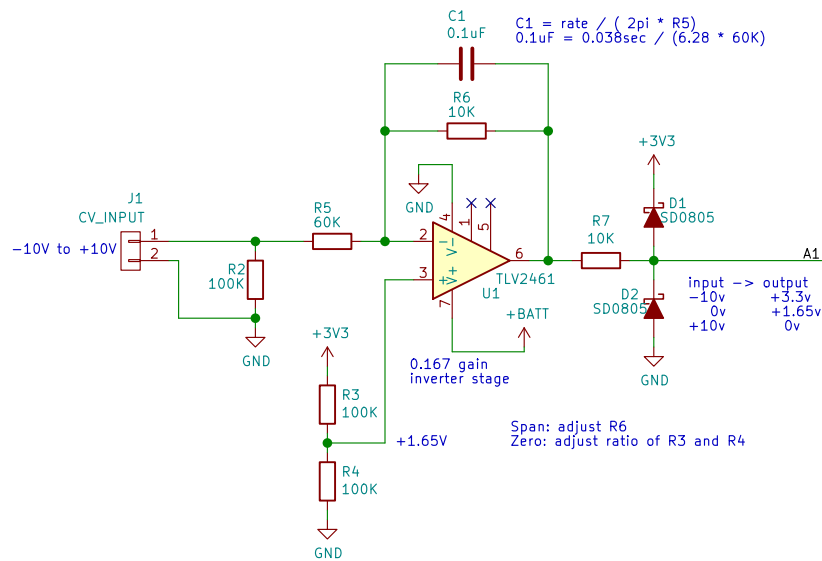 C1
0.1uF
C1 = rate / ( 2pi * R5)
0.1uF = 0.038sec / (6.28 * 60K)
R6
10K
+3V3
J1
CV_INPUT
GND
4
1
5
D1
SD0805
R5
60K
R7
10K
-10V to +10V
1
2
2
V-
6
A1
R2
100K
3
V+
TLV2461
U1
7
D2
SD0805
input -> output
-10v +3.3v
0v +1.65v
+10v 0v
+BATT
+3V3
GND
0.167 gain
inverter stage
GND
R3
100K
+1.65V
Span: adjust R6
Zero: adjust ratio of R3 and R4
R4
100K
GND